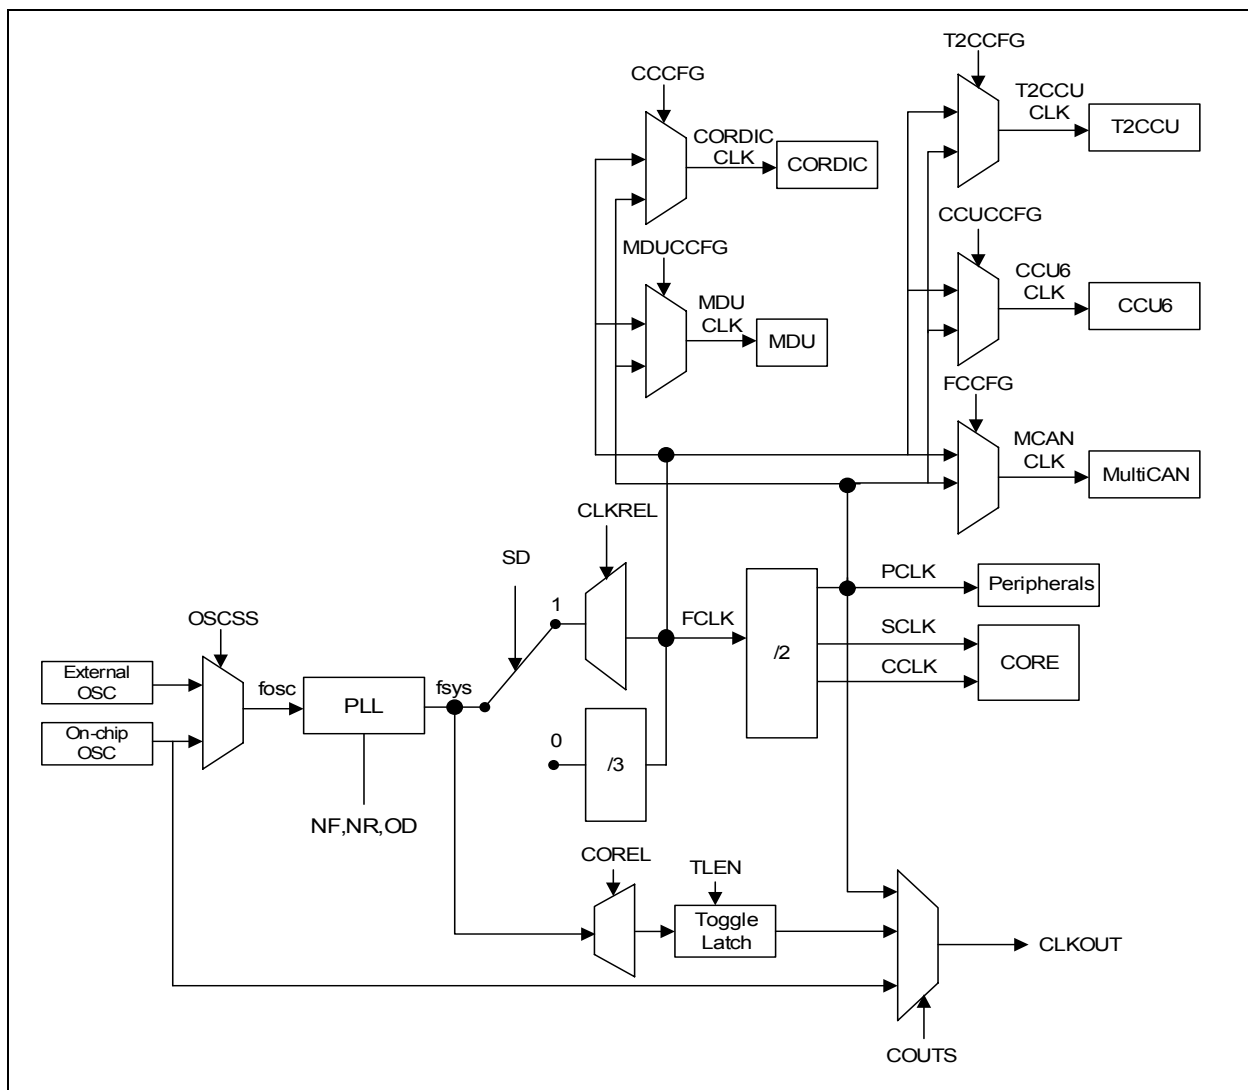 T2CCFG
CCCFG
T2CCU
CLK
T2CCU
CORDIC
CLK
CORDIC
CCUCCFG
MDUCCFG
CCU6
CLK
CCU6
MDU
CLK
MDU
FCCFG
MCAN
CLK
MultiCAN
CLKREL
SD
PCLK
Peripherals
1
FCLK
OSCSS
SCLK
/2
CORE
CCLK
External
OSC
fosc
fsys
PLL
On-chip
OSC
0
/3
NF,NR,OD
COREL
TLEN
Toggle
Latch
CLKOUT
COUTS